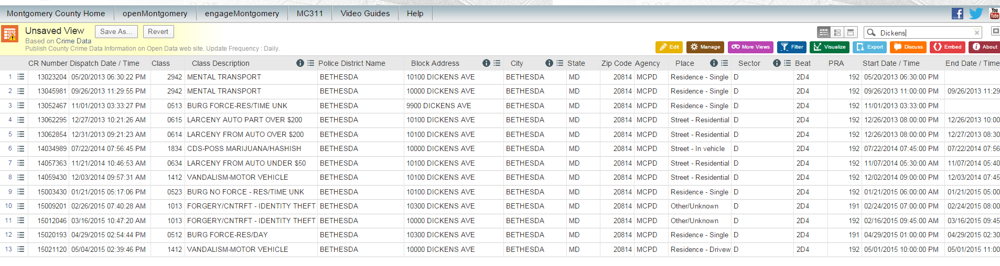 Montgomery County Home openMontgomery engageMontgomery MC311 Video Guides Help You Tube
Unsaved View Save As... Revert Dickens
Based on Crime Data
Publish County Crime Data Information on Open Data web site. Update Frequency : Daily.
Edit Manage More Views Filter Visualize Export Discuss Embed About
CR Number Dispatch Date / Time Class Class Description Police District Name Block Address City State Zip Code Agency Place Sector Beat PRA Start Date / Time End Date / Time
1 13023204 05/20/2013 06:30:22 PM 2942 MENTAL TRANSPORT BETHESDA 10100 DICKENS AVE BETHESDA MD 20814 MCPD Residence - Single D 2D4 192 05/20/2013 06:30:00 PM
2 13045981 09/26/2013 11:29:55 PM 2942 MENTAL TRANSPORT BETHESDA 10000 DICKENS AVE BETHESDA MD 20814 MCPD Residence - Single D 2D4 192 09/26/2013 11:00:00 PM 09/26/2013 11:29
3 13052467 11/01/2013 03:33:27 PM 0513 BURG FORCE-RES/TIME UNK BETHESDA 9900 DICKENS AVE BETHESDA MD 20814 MCPD Residence - Single D 2D4 192 11/01/2013 03:33:00 PM
4 13062295 12/27/2013 10:21:26 AM 0615 LARCENY AUTO PART OVER $200 BETHESDA 10100 DICKENS AVE BETHESDA MD 20814 MCPD Street - Residential D 2D4 192 12/26/2013 08:00:00 PM 12/26/2013 10:00
5 13062854 12/31/2013 09:21:23 AM 0614 LARCENY FROM AUTO OVER $200 BETHESDA 10100 DICKENS AVE BETHESDA MD 20814 MCPD Street - Residential D 2D4 192 12/26/2013 08:00:00 PM 12/27/2013 08:30
6 14034989 07/22/2014 07:56:45 PM 1834 CDS-POSS MARIJUANA/HASHISH BETHESDA 10000 DICKENS AVE BETHESDA MD 20814 MCPD Street - In vehicle D 2D4 192 07/22/2014 07:45:00 PM 07/22/2014 07:56
7 14057363 11/21/2014 10:46:53 AM 0634 LARCENY FROM AUTO UNDER $50 BETHESDA 10100 DICKENS AVE BETHESDA MD 20814 MCPD Street - Residential D 2D4 192 11/07/2014 05:30:00 AM 11/07/2014 05:40
8 14059430 12/03/2014 09:57:31 AM 1412 VANDALISM-MOTOR VEHICLE BETHESDA 10100 DICKENS AVE BETHESDA MD 20814 MCPD Street - Residential D 2D4 192 12/02/2014 09:00:00 PM 12/03/2014 07:45
9 15003430 01/21/2015 05:17:06 PM 0523 BURG NO FORCE - RES/TIME UNK BETHESDA 10100 DICKENS AVE BETHESDA MD 20814 MCPD Residence - Single D 2D4 192 01/21/2015 06:00:00 AM 01/21/2015 05:00
10 15009201 02/26/2015 07:40:28 AM 1013 FORGERY/CNTRFT - IDENTITY THEFT BETHESDA 10300 DICKENS AVE BETHESDA MD 20814 MCPD Other/Unknown D 2D4 191 02/24/2015 07:00:00 PM 02/24/2015 08:00
11 15012046 03/16/2015 10:47:20 AM 1013 FORGERY/CNTRFT - IDENTITY THEFT BETHESDA 10000 DICKENS AVE BETHESDA MD 20814 MCPD Other/Unknown D 2D4 192 02/16/2015 09:45:00 AM 03/16/2015 09:45
12 15020193 04/29/2015 02:54:44 PM 0512 BURG FORCE-RES/DAY BETHESDA 10300 DICKENS AVE BETHESDA MD 20814 MCPD Residence - Single D 2D4 191 04/29/2015 01:00:00 PM 04/29/2015 02:30
13 15021120 05/04/2015 02:39:46 PM 1412 VANDALISM-MOTOR VEHICLE BETHESDA 10000 DICKENS AVE BETHESDA MD 20814 MCPD Residence - Drivew D 2D4 192 05/01/2015 10:00:00 PM 05/01/2015 11:00